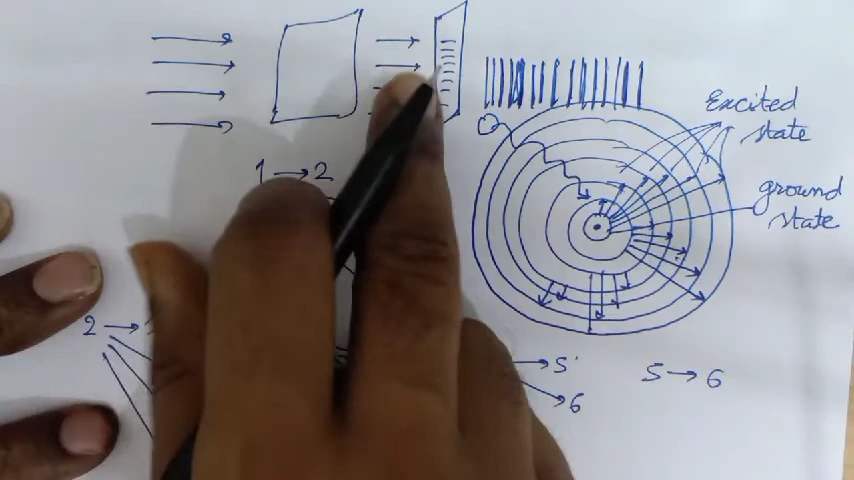 Excited
state
ground
state
1 → 2
2 →
→ 5
→ 6
5 → 6